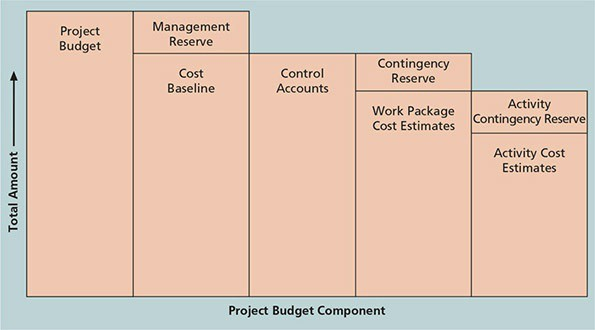 Project
Budget
Management
Reserve
Cost
Baseline
Control
Accounts
Contingency
Reserve
Work Package
Cost Estimates
Activity
Contingency Reserve
Activity Cost
Estimates
Total Amount
Project Budget Component